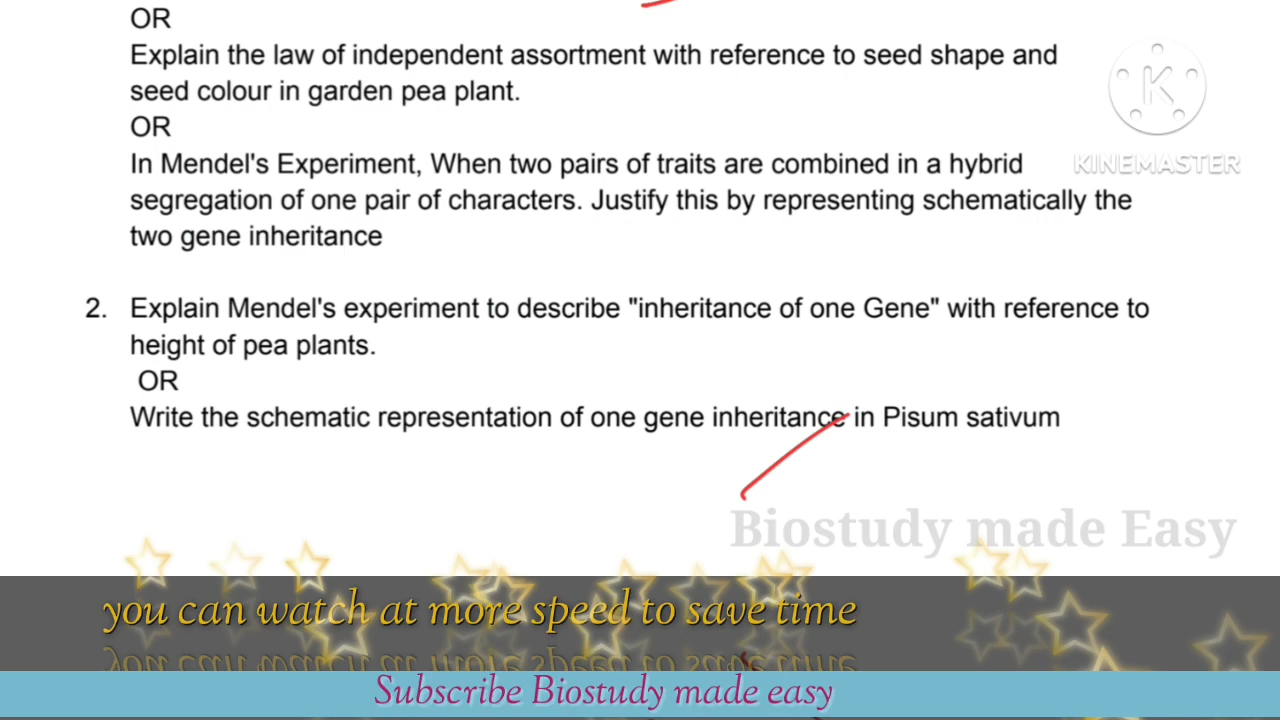 OR
Explain the law of independent assortment with reference to seed shape and
seed colour in garden pea plant.
OR
In Mendel's Experiment, When two pairs of traits are combined in a hybrid
segregation of one pair of characters. Justify this by representing schematically the
two gene inheritance
K
KINEMASTER
2. Explain Mendel's experiment to describe "inheritance of one Gene" with reference to
height of pea plants.
OR
Write the schematic representation of one gene inheritance in Pisum sativum
Biostudy made Easy
you can watch at more speed to save time
Subscribe Biostudy made easy